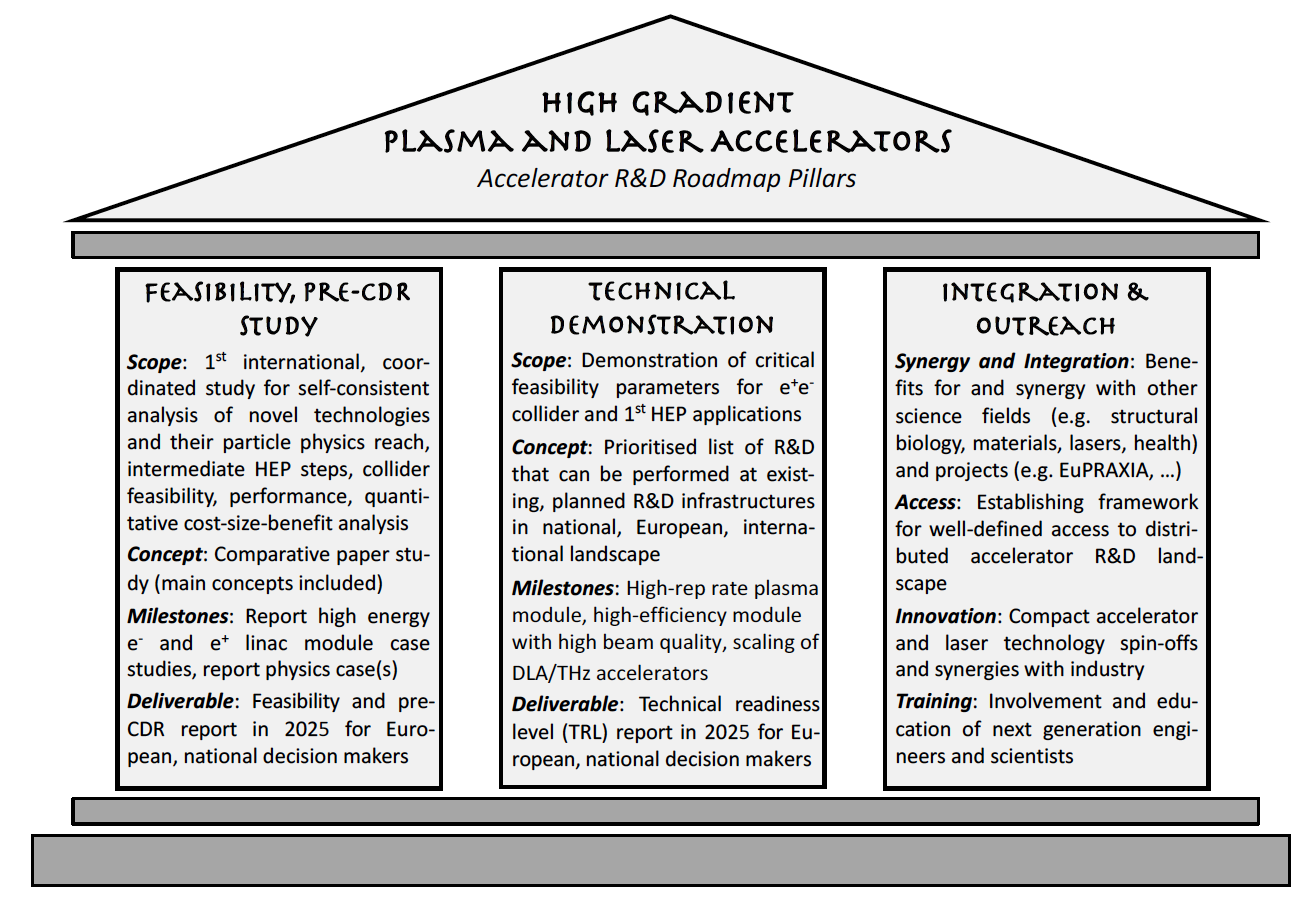 HIGH GRADIENT
PLASMA AND LASER ACCELERATORS
Accelerator R&D Roadmap Pillars
FEASIBILITY, PRE-CDR
STUDY
Scope: 1st international, coor-
dinated study for self-consistent
analysis of novel technologies
and their particle physics reach,
intermediate HEP steps, collider
feasibility, performance, quanti-
tative cost-size-benefit analysis
Concept: Comparative paper stu-
dy (main concepts included)
Milestones: Report high energy
e- and e+ linac module case
studies, report physics case(s)
Deliverable: Feasibility and pre-
CDR report in 2025 for Euro-
pean, national decision makers
TECHNICAL
DEMONSTRATION
Scope: Demonstration of critical
feasibility parameters for e+e-
collider and 1st HEP applications
Concept: Prioritised list of R&D
that can be performed at exist-
ing, planned R&D infrastructures
in national, European, interna-
tional landscape
Milestones: High-rep rate plasma
module, high-efficiency module
with high beam quality, scaling of
DLA/THz accelerators
Deliverable: Technical readiness
level (TRL) report in 2025 for Eu-
ropean, national decision makers
INTEGRATION &
OUTREACH
Synergy and Integration: Bene-
fits for and synergy with other
science fields (e.g. structural
biology, materials, lasers, health)
and projects (e.g. EuPRAXIA, ...)
Access: Establishing framework
for well-defined access to distri-
buted accelerator R&D land-
scape
Innovation: Compact accelerator
and laser technology spin-offs
and synergies with industry
Training: Involvement and edu-
cation of next generation engi-
neers and scientists